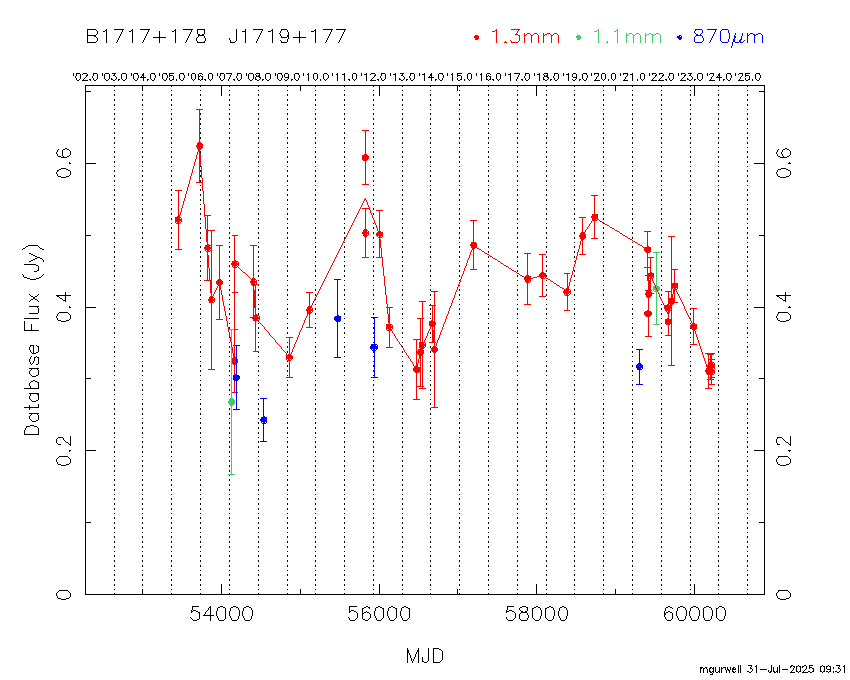 B1717+178 J1719+177 1.3mm 1.1mm 870μm
'02.0 '03.0 '04.0 '05.0 '06.0 '07.0 '08.0 '09.0 '10.0 '11.0 '12.0 '13.0 '14.0 '15.0 '16.0 '17.0 '18.0 '19.0 '20.0 '21.0 '22.0 '23.0 '24.0 '25.0
0.6 0.6
0.4 0.4
Database Flux (Jy)
0.2 0.2
0 0
54000 56000 58000 60000
MJD
mgurwell 31-Jul-2025 09:31